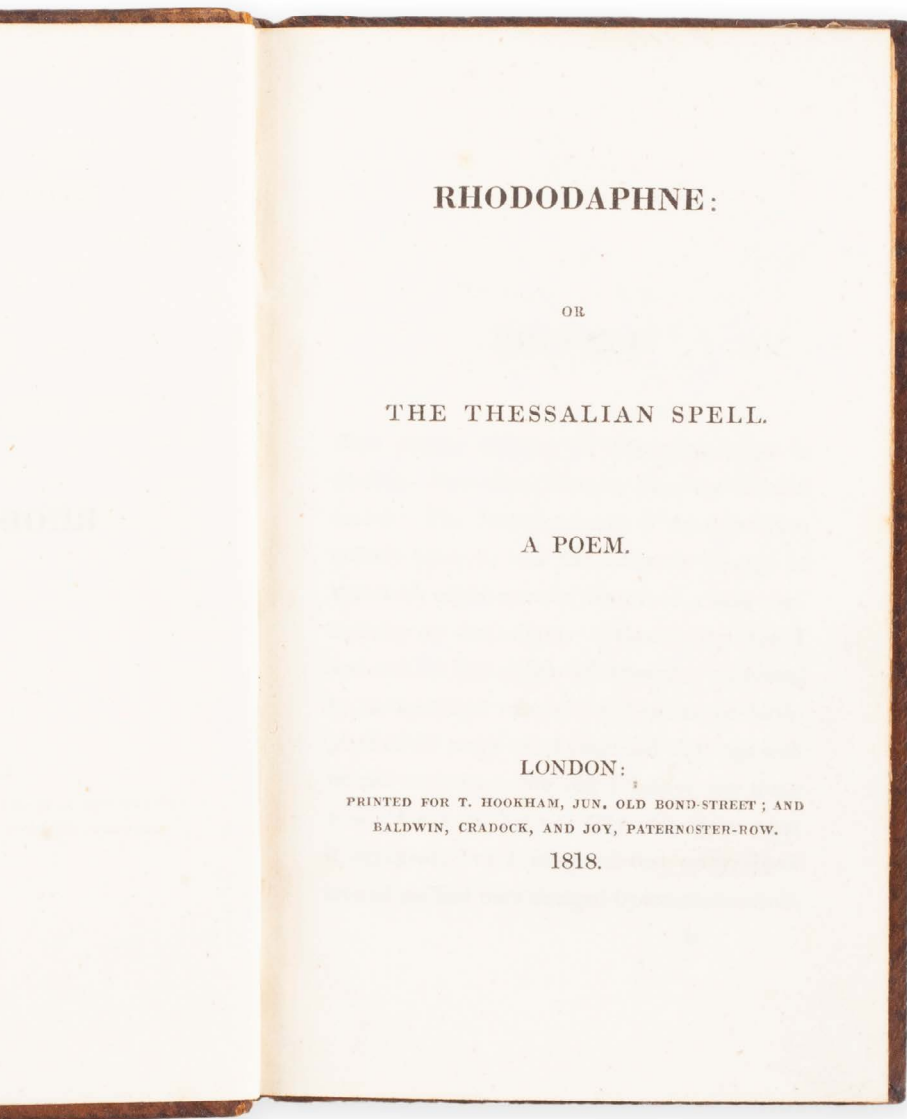 RHODODAPHNE:
OR
THE THESSALIAN SPELL.
A POEM.
LONDON:
PRINTED FOR T. HOOKHAM, JUN. OLD BOND-STREET; AND
BALDWIN, CRADOCK, AND JOY, PATERNOSTER-ROW.
1818.